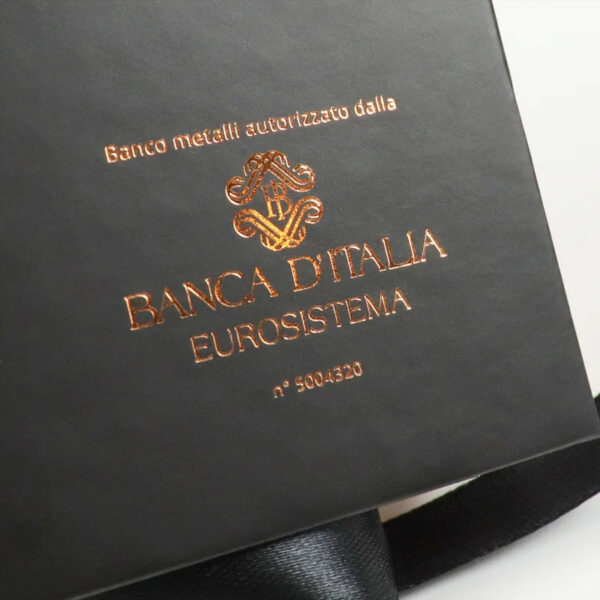 Banco metalli autorizzato dalla
BANCA D'ITALIA
EUROSISTEMA
n° 5004320